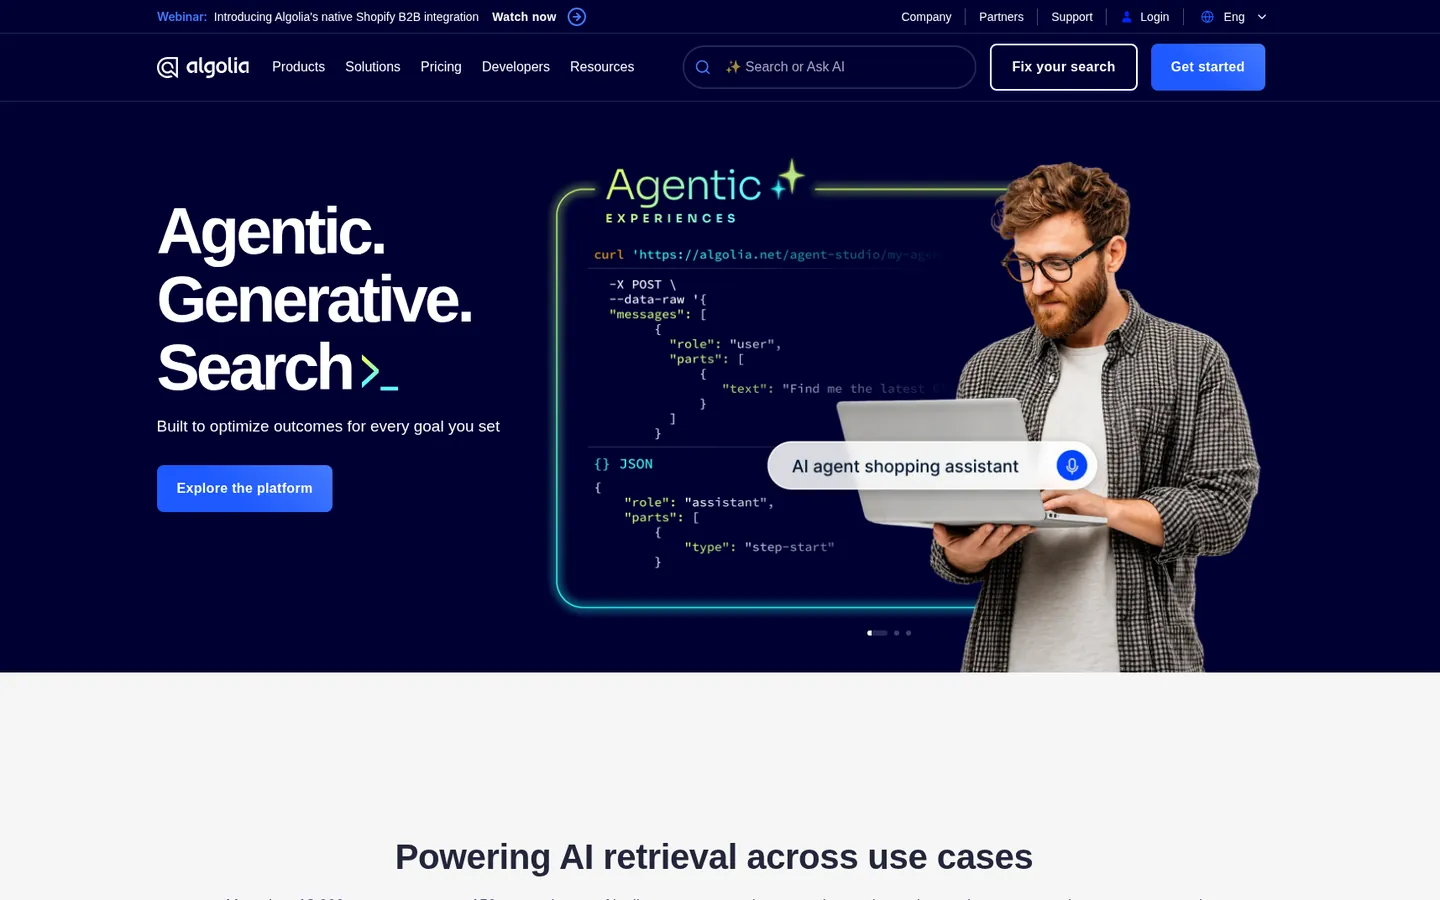 Webinar: Introducing Algolia's native Shopify B2B integration Watch now
Company Partners Support Login Eng
algolia Products Solutions Pricing Developers Resources ✨ Search or Ask AI Fix your search Get started
Agentic.
Generative.
Search >_
Built to optimize outcomes for every goal you set
Explore the platform
Agentic
EXPERIENCES
curl 'https://algolia.net/agent-studio/my-agen
-X POST \
--data-raw '{
"messages": [
{
"role": "user",
"parts": [
{
"text": "Find me the latest
}
]
}
{} JSON
{
"role": "assistant",
"parts": [
{
"type": "step-start"
}
AI agent shopping assistant
Powering AI retrieval across use cases